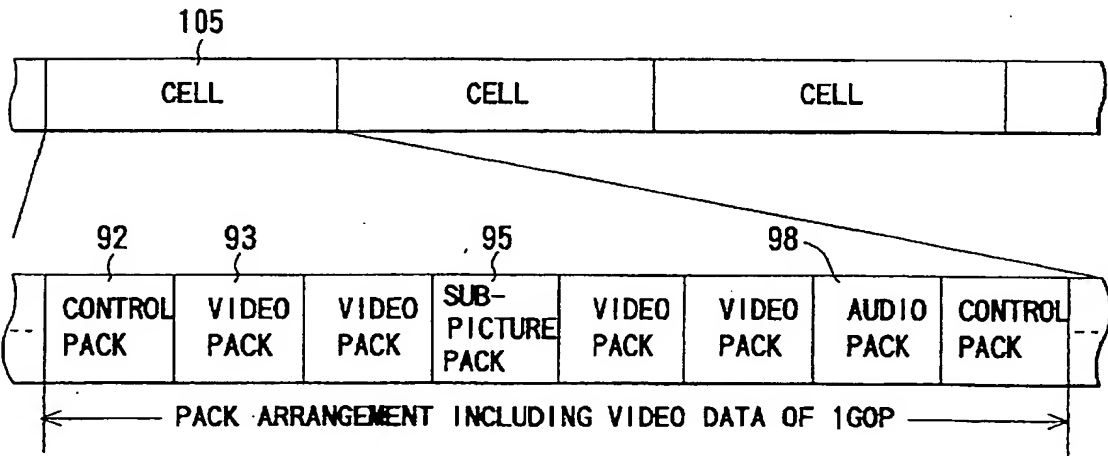 105
CELL CELL CELL
92 93 95 98
CONTROL PACK
VIDEO PACK
VIDEO PACK
SUB-PICTURE PACK
VIDEO PACK
VIDEO PACK
AUDIO PACK
CONTROL PACK
PACK ARRANGEMENT INCLUDING VIDEO DATA OF 1GOP